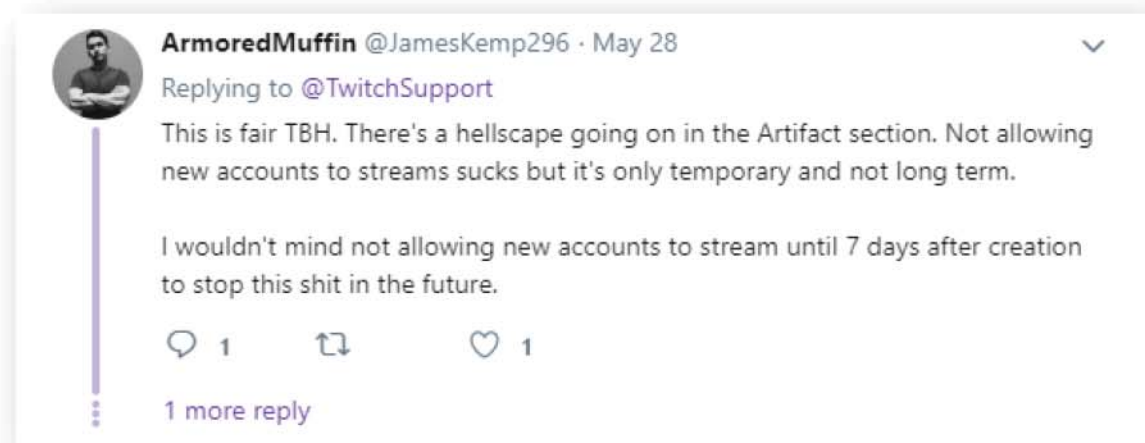 ArmoredMuffin @JamesKemp296 · May 28
Replying to @TwitchSupport
This is fair TBH. There's a hellscape going on in the Artifact section. Not allowing
new accounts to streams sucks but it's only temporary and not long term.
I wouldn't mind not allowing new accounts to stream until 7 days after creation
to stop this shit in the future.
1 1
1 more reply